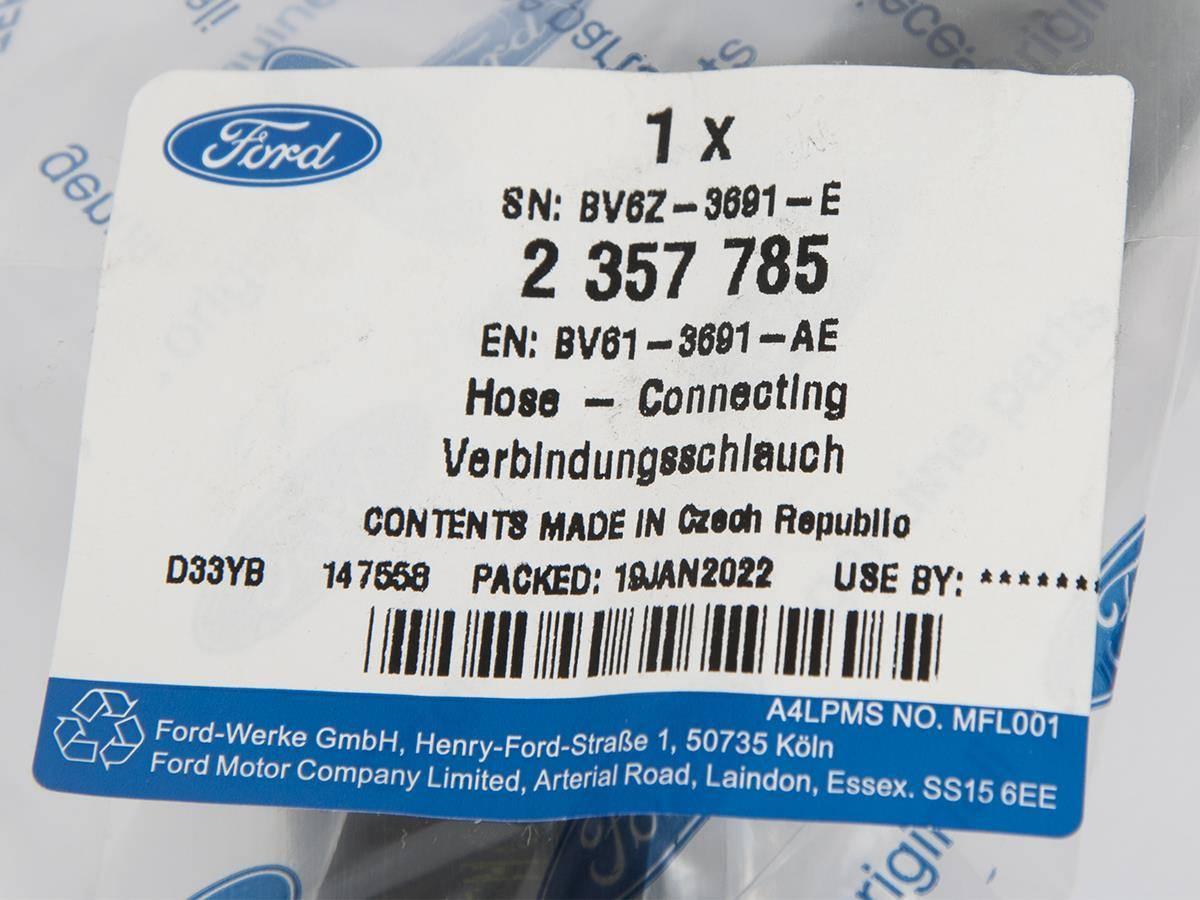 Ford
1 x
SN: BV6Z-3691-E
2 357 785
EN: BV61-3691-AE
Hose - Connecting
Verbindungsschlauch
CONTENTS MADE IN Czech Republic
D33YB 147558 PACKED: 19JAN2022 USE BY: *******
A4LPMS NO. MFL001
Ford-Werke GmbH, Henry-Ford-Straße 1, 50735 Köln
Ford Motor Company Limited, Arterial Road, Laindon, Essex. SS15 6EE